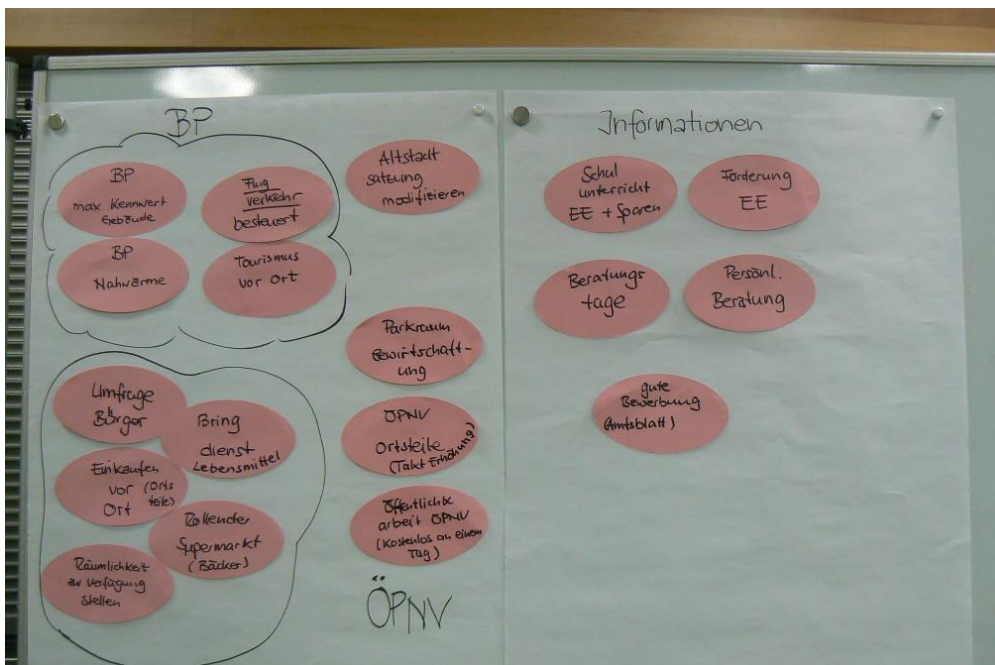 BP
BP
max Kennwert
Gebäude
Flug
verkehr
besteuert
BP
Nahwärme
Tourismus
vor Ort
Altstadt
satzung
modifizieren
Parkraum
Bewirtschaft-
ung
Umfrage
Bürger
Bring
dienst
Lebensmittel
Einkaufen
vor (Orts
Ort teile)
Rollender
Supermarkt
(Bäcker)
Räumlichkeit
zur Verfügung
stellen
ÖPNV
Ortsteile
(Takt Erhöhung)
Öffentlichk
arbeit ÖPNV
(Kostenlos an einem
Tag)
ÖPNV
Informationen
Schul
unterricht
EE + Sparen
Förderung
EE
Beratungs
tage
Persönl.
Beratung
gute
Bewerbung
(Amtsblatt)